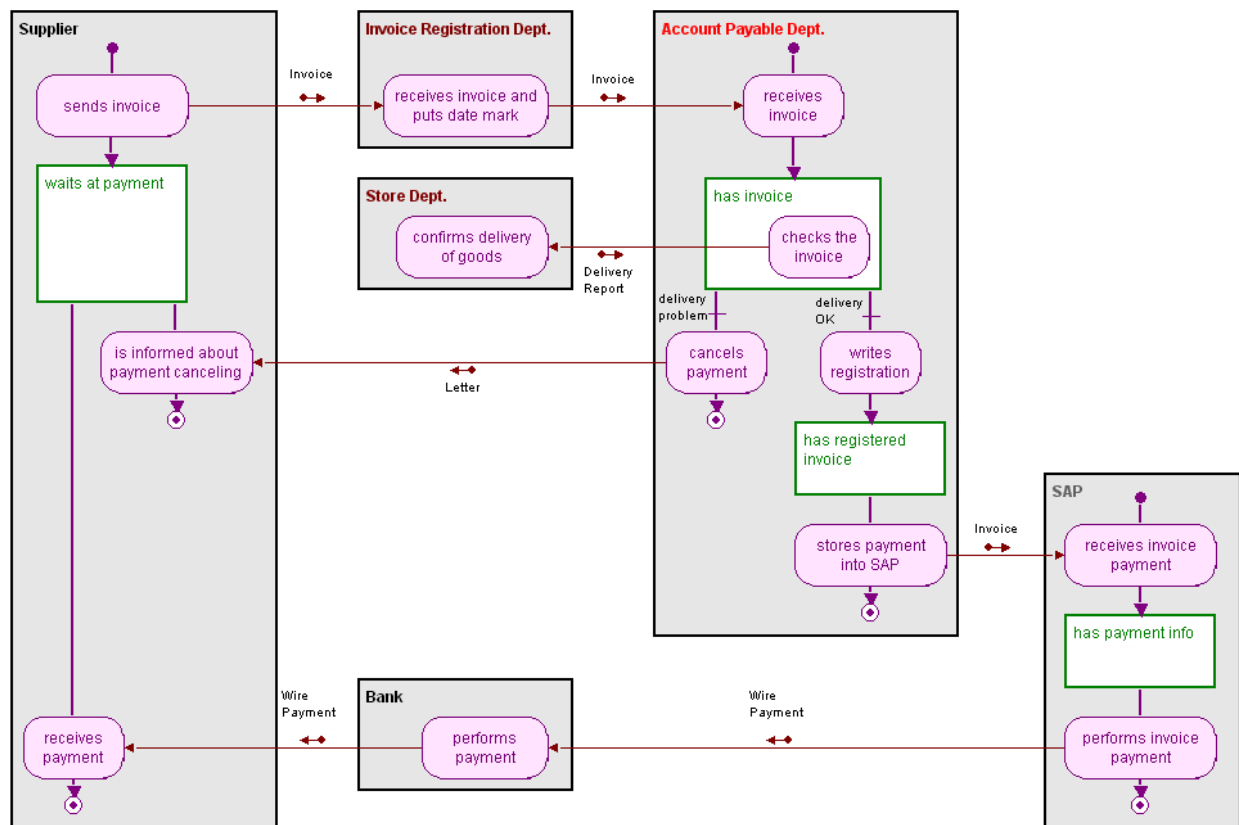 Supplier
Invoice Registration Dept.
Account Payable Dept.
Invoice
Invoice
sends invoice
receives invoice and
puts date mark
receives
invoice
waits at payment
Store Dept.
has invoice
confirms delivery
of goods
checks the
invoice
Delivery
Report
delivery
problem
delivery
OK
is informed about
payment canceling
cancels
payment
writes
registration
Letter
has registered
invoice
SAP
stores payment
into SAP
Invoice
receives invoice
payment
has payment info
Wire
Payment
Bank
Wire
Payment
receives
payment
performs
payment
performs invoice
payment